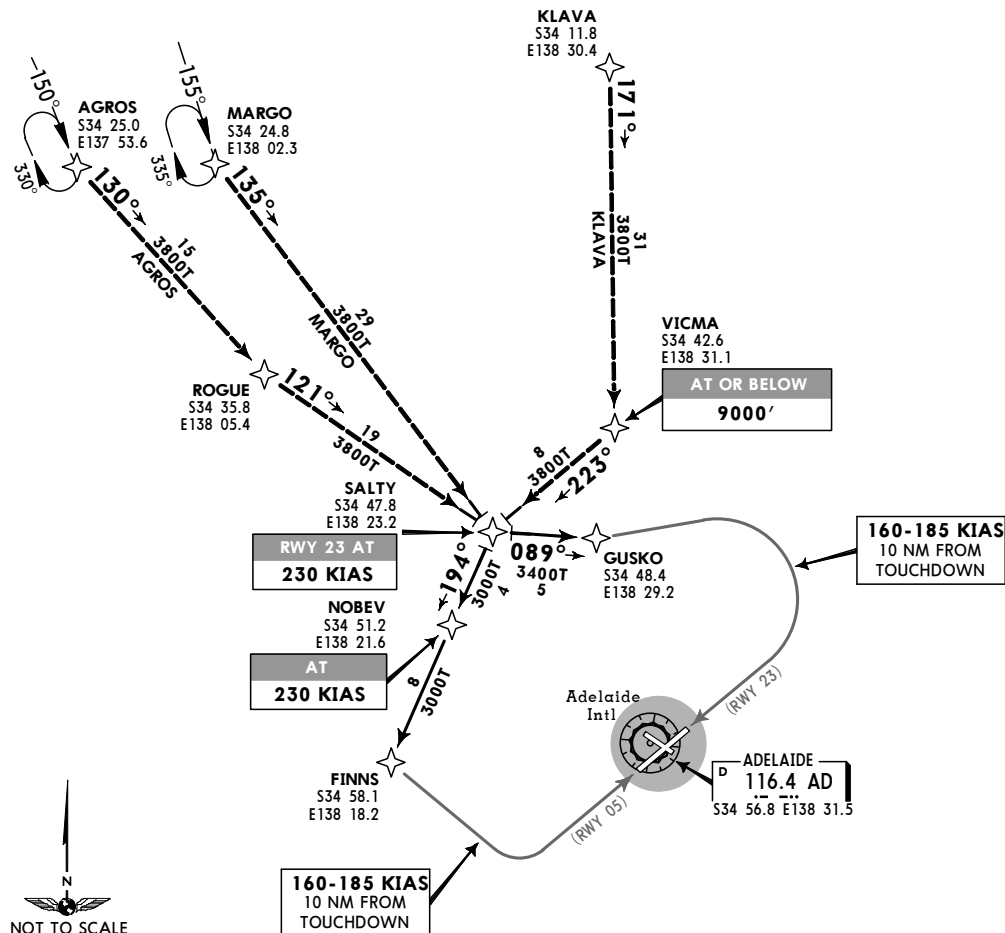 KLAVA
S34 11.8
E138 30.4
171°
31
3800T
KLAVA
-150°
AGROS
S34 25.0
E137 53.6
330°
130°
15
3800T
AGROS
-155°
MARGO
S34 24.8
E138 02.3
335°
135°
29
3800T
MARGO
VICMA
S34 42.6
E138 31.1
AT OR BELOW
9000'
ROGUE
S34 35.8
E138 05.4
121°
19
3800T
8
3800T
223°
SALTY
S34 47.8
E138 23.2
RWY 23 AT
230 KIAS
089°
3400T
5
GUSKO
S34 48.4
E138 29.2
160-185 KIAS
10 NM FROM
TOUCHDOWN
194°
3000T
4
NOBEV
S34 51.2
E138 21.6
AT
230 KIAS
8
3000T
(RWY 23)
Adelaide
Intl
D
ADELAIDE
116.4 AD
S34 56.8 E138 31.5
FINNS
S34 58.1
E138 18.2
(RWY 05)
160-185 KIAS
10 NM FROM
TOUCHDOWN
N
NOT TO SCALE